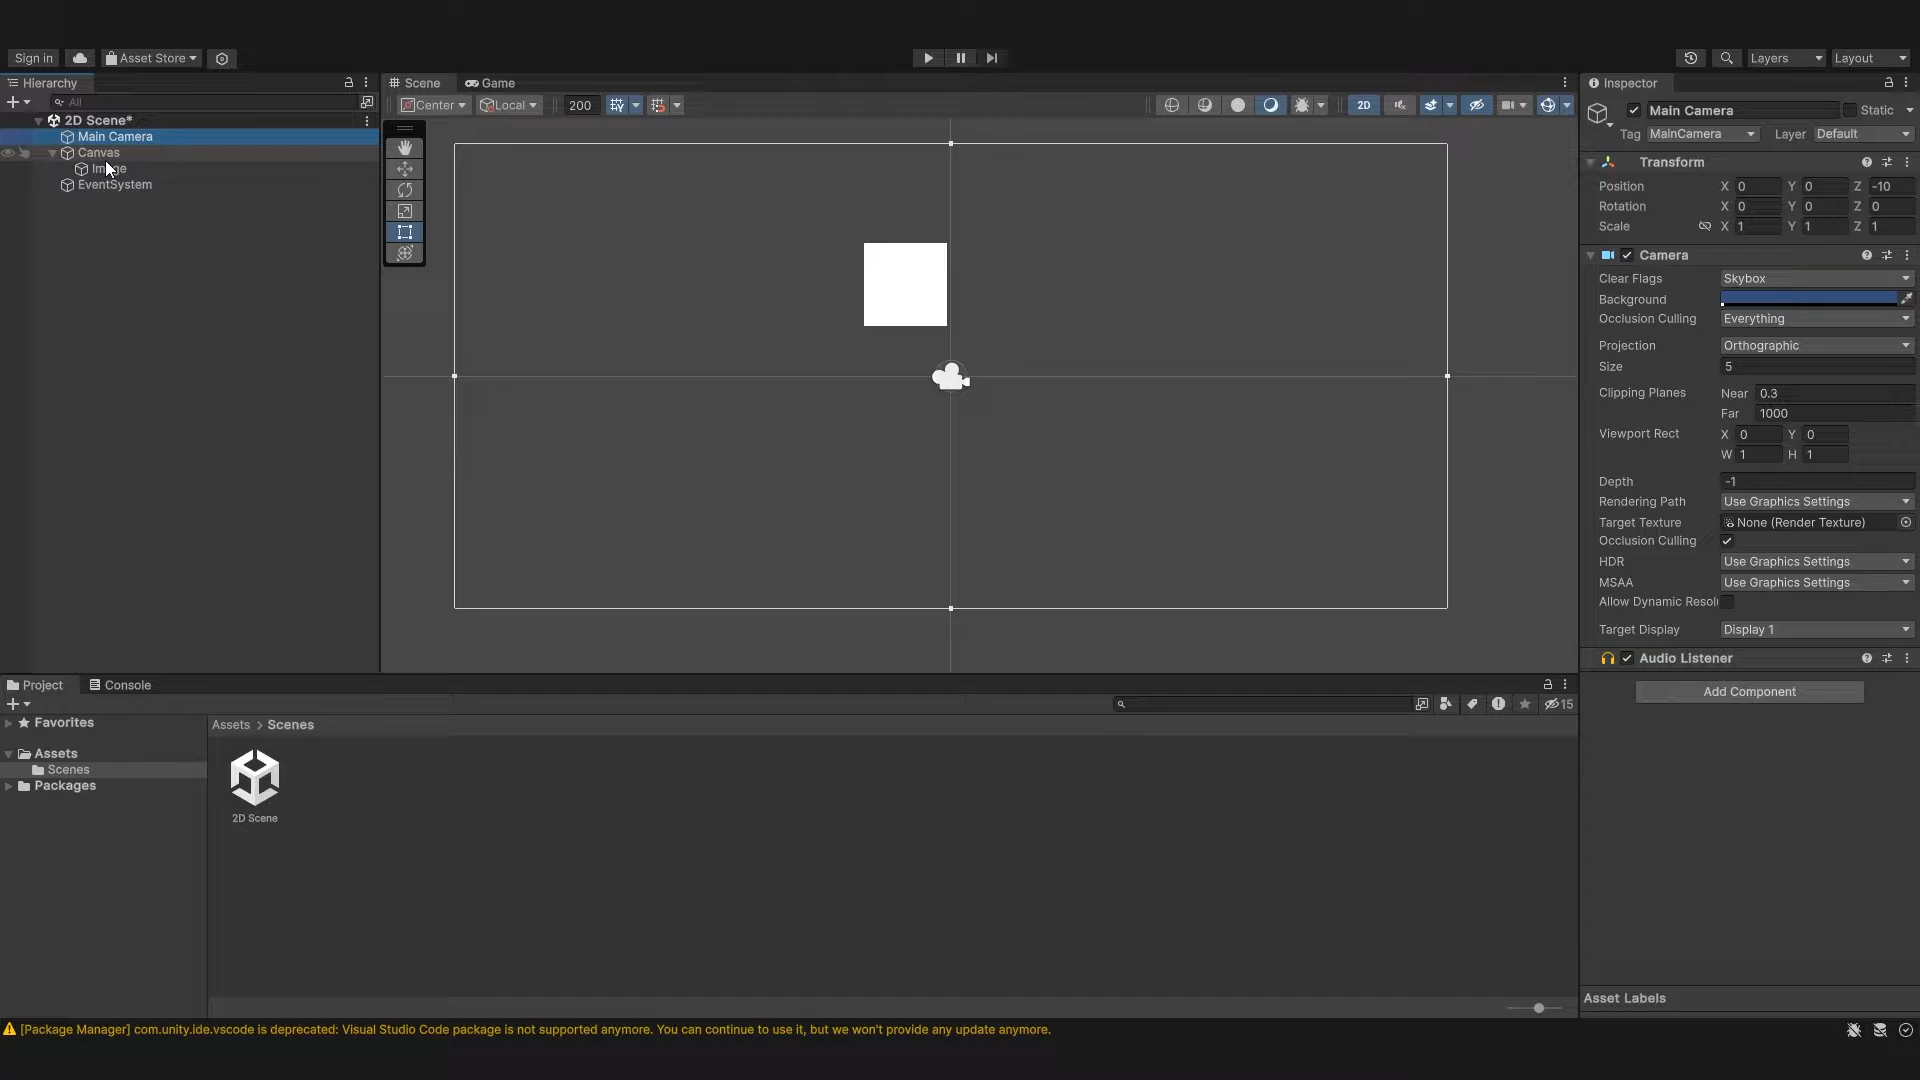 Sign in
Asset Store
Layers
Layout
Hierarchy
Scene
Game
Inspector
All
Center
Local
200
2D
Main Camera
Static
Tag
MainCamera
Layer
Default
2D Scene*
Main Camera
Canvas
EventSystem
Transform
Position
X 0
Y 0
Z -10
Rotation
X 0
Y 0
Z 0
Scale
X 1
Y 1
Z 1
Camera
Clear Flags
Skybox
Background
Occlusion Culling
Everything
Projection
Orthographic
Size
5
Clipping Planes
Near 0.3
Far 1000
Viewport Rect
X 0
Y 0
W 1
H 1
Depth
-1
Rendering Path
Use Graphics Settings
Target Texture
None (Render Texture)
Occlusion Culling
HDR
Use Graphics Settings
MSAA
Use Graphics Settings
Allow Dynamic Resol
Target Display
Display 1
Audio Listener
Add Component
Project
Console
15
Favorites
Assets
Scenes
Packages
Assets > Scenes
2D Scene
Asset Labels
[Package Manager] com.unity.ide.vscode is deprecated: Visual Studio Code package is not supported anymore. You can continue to use it, but we won't provide any update anymore.